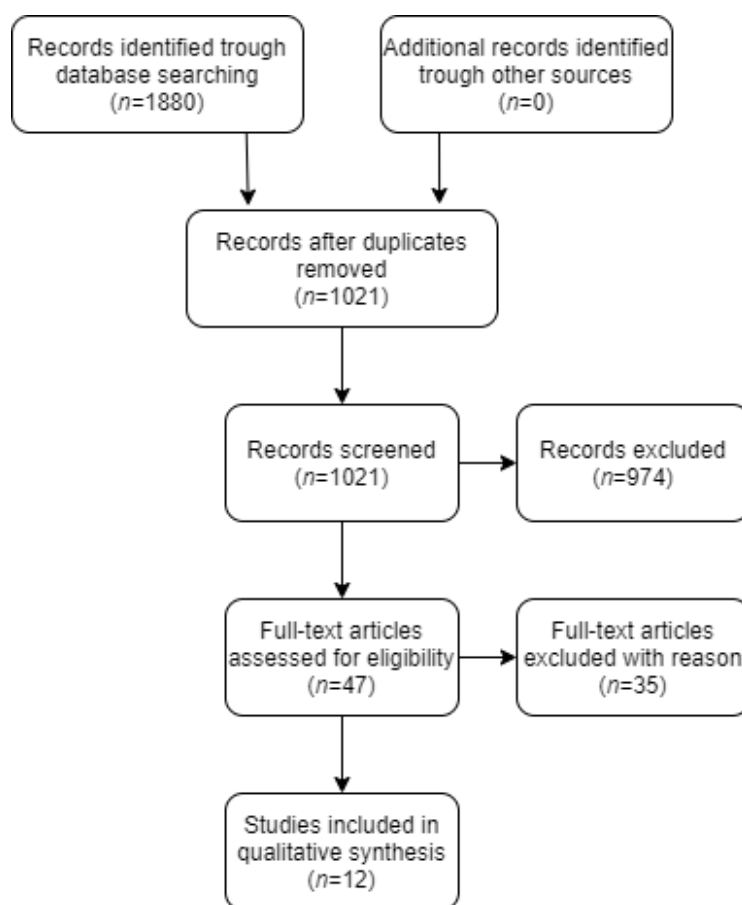 Records identified trough
database searching
(n=1880)
Additional records identified
trough other sources
(n=0)
Records after duplicates
removed
(n=1021)
Records screened
(n=1021)
Records excluded
(n=974)
Full-text articles
assessed for eligibility
(n=47)
Full-text articles
excluded with reason
(n=35)
Studies included in
qualitative synthesis
(n=12)